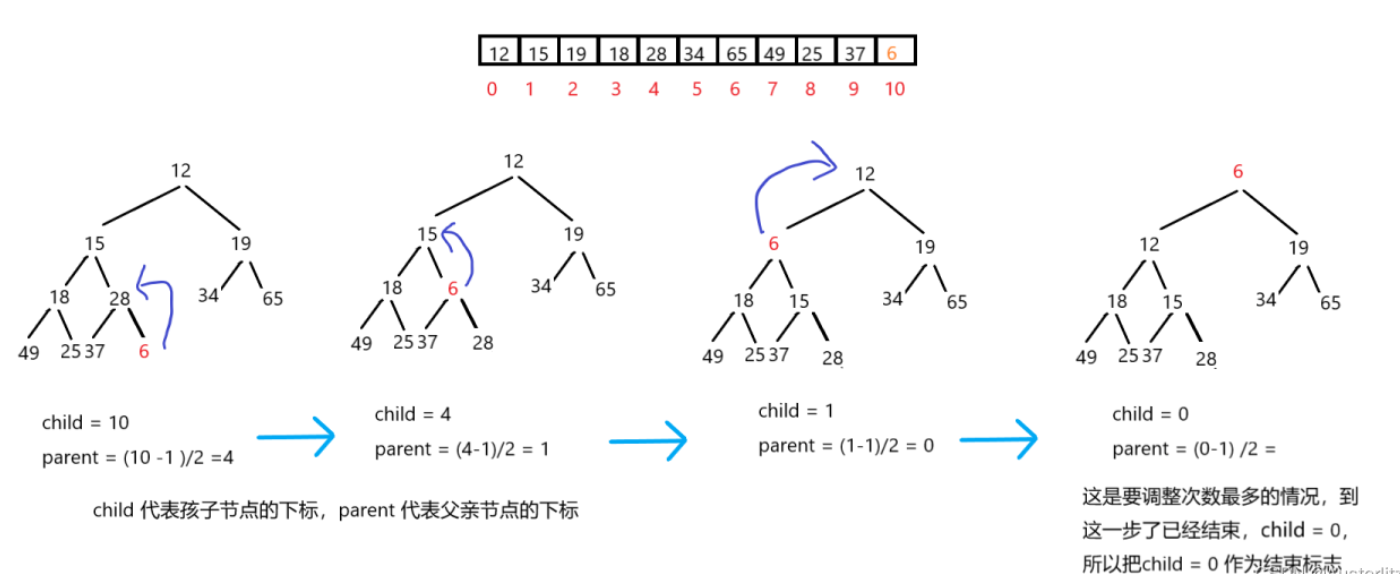 12 15 19 18 28 34 65 49 25 37 6
0 1 2 3 4 5 6 7 8 9 10
12
15 19
18 28 34 65
49 25 37 6
child = 10
parent = (10 -1 )/2 =4
12
15 19
18 6 34 65
49 25 37 28
child = 4
parent = (4-1)/2 = 1
12
6 19
18 15 34 65
49 25 37 28
child = 1
parent = (1-1)/2 = 0
6
12 19
18 15 34 65
49 25 37 28
child = 0
parent = (0-1) /2 =
child 代表孩子节点的下标，parent 代表父亲节点的下标
这是要调整次数最多的情况，到
这一步了已经结束，child = 0，
所以把child = 0 作为结束标志